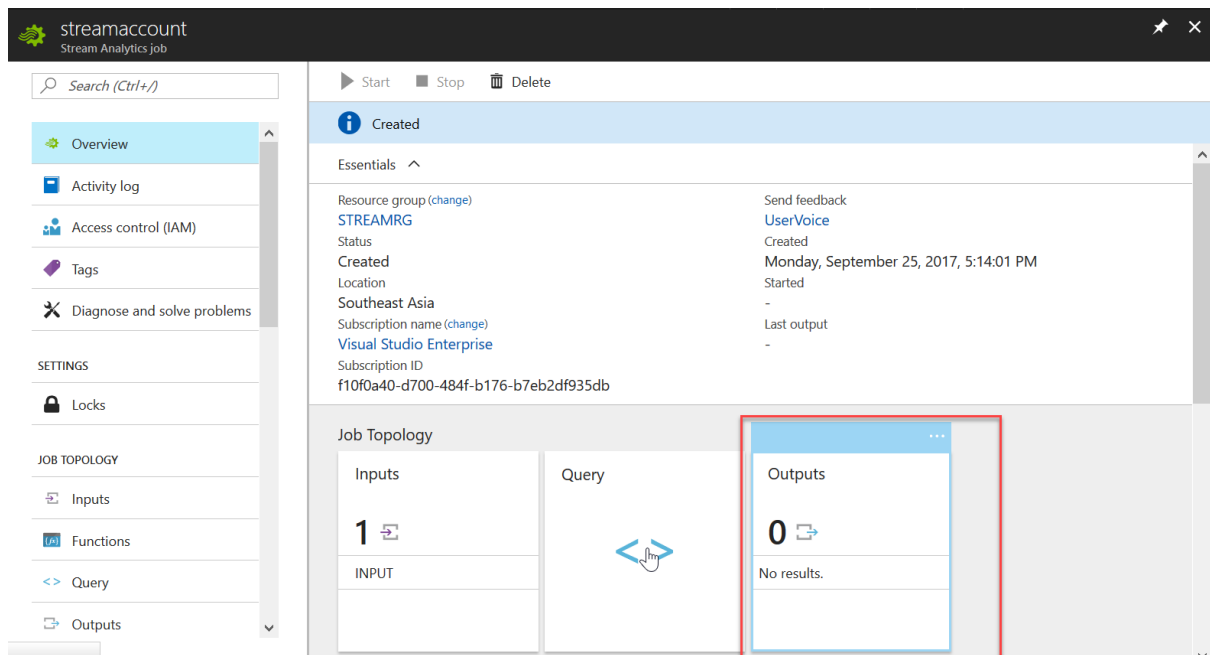 streamaccount
Stream Analytics job
Search (Ctrl+/)
Overview
Activity log
Access control (IAM)
Tags
Diagnose and solve problems
SETTINGS
Locks
JOB TOPOLOGY
Inputs
Functions
Query
Outputs
Start Stop Delete
Created
Essentials
Resource group (change)
STREAMRG
Status
Created
Location
Southeast Asia
Subscription name (change)
Visual Studio Enterprise
Subscription ID
f10f0a40-d700-484f-b176-b7eb2df935db
Send feedback
UserVoice
Created
Monday, September 25, 2017, 5:14:01 PM
Started
-
Last output
-
Job Topology
Inputs
1
INPUT
Query
Outputs
0
No results.